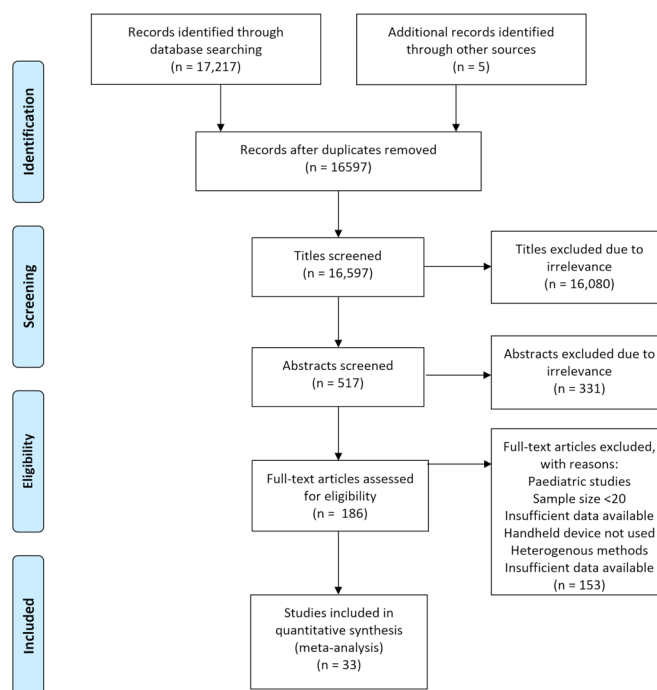 Records identified through
database searching
(n = 17,217)
Additional records identified
through other sources
(n = 5)
Identification
Records after duplicates removed
(n = 16597)
Screening
Titles screened
(n = 16,597)
Titles excluded due to
irrelevance
(n = 16,080)
Abstracts screened
(n = 517)
Abstracts excluded due to
irrelevance
(n = 331)
Eligibility
Full-text articles assessed
for eligibility
(n = 186)
Full-text articles excluded,
with reasons:
Paediatric studies
Sample size <20
Insufficient data available
Handheld device not used
Heterogenous methods
Insufficient data available
(n = 153)
Included
Studies included in
quantitative synthesis
(meta-analysis)
(n = 33)